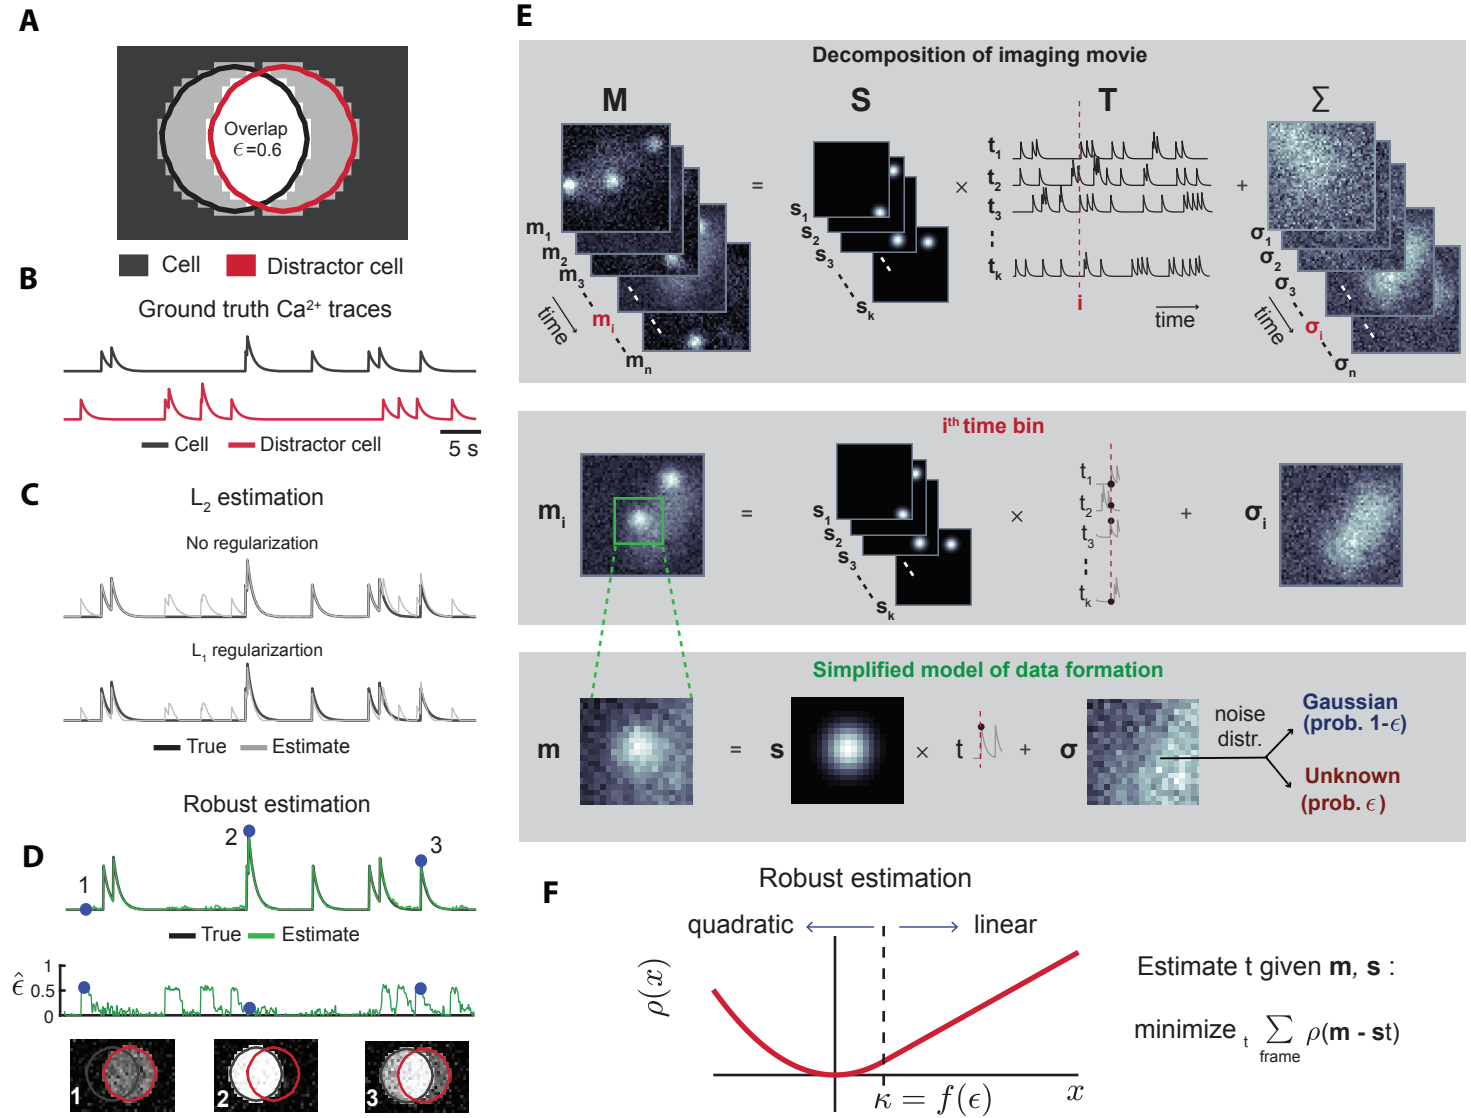 A
Overlap
ϵ=0.6
Cell
Distractor cell
B
Ground truth Ca²⁺ traces
Cell
Distractor cell
5 s
C
L₂ estimation
No regularization
L₁ regularizartion
True
Estimate
Robust estimation
D
1
2
3
True
Estimate
ϵ̂
1
0.5
0
1
2
3
E
Decomposition of imaging movie
M
S
T
Σ
=
×
+
m₁
m₂
m₃
mᵢ
mₙ
time
s₁
s₂
s₃
sₖ
t₁
t₂
t₃
tₖ
i
time
σ₁
σ₂
σ₃
σᵢ
σₙ
time
iᵗʰ time bin
mᵢ
=
s₁
s₂
s₃
sₖ
×
t₁
t₂
t₃
tₖ
+
σᵢ
Simplified model of data formation
m
=
s
×
t
+
σ
noise
distr.
Gaussian
(prob. 1-ϵ)
Unknown
(prob. ϵ )
F
Robust estimation
quadratic
linear
ρ(x)
κ = f(ϵ)
x
Estimate t given m, s :
minimize ₜ ∑ ρ(m - st)
frame